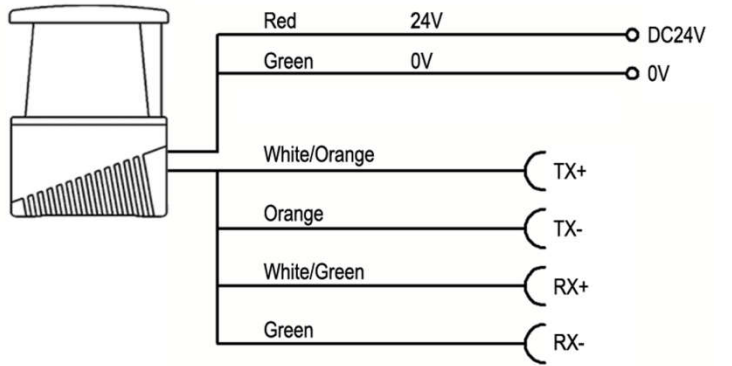 Red 24V DC24V
Green 0V 0V
White/Orange TX+
Orange TX-
White/Green RX+
Green RX-